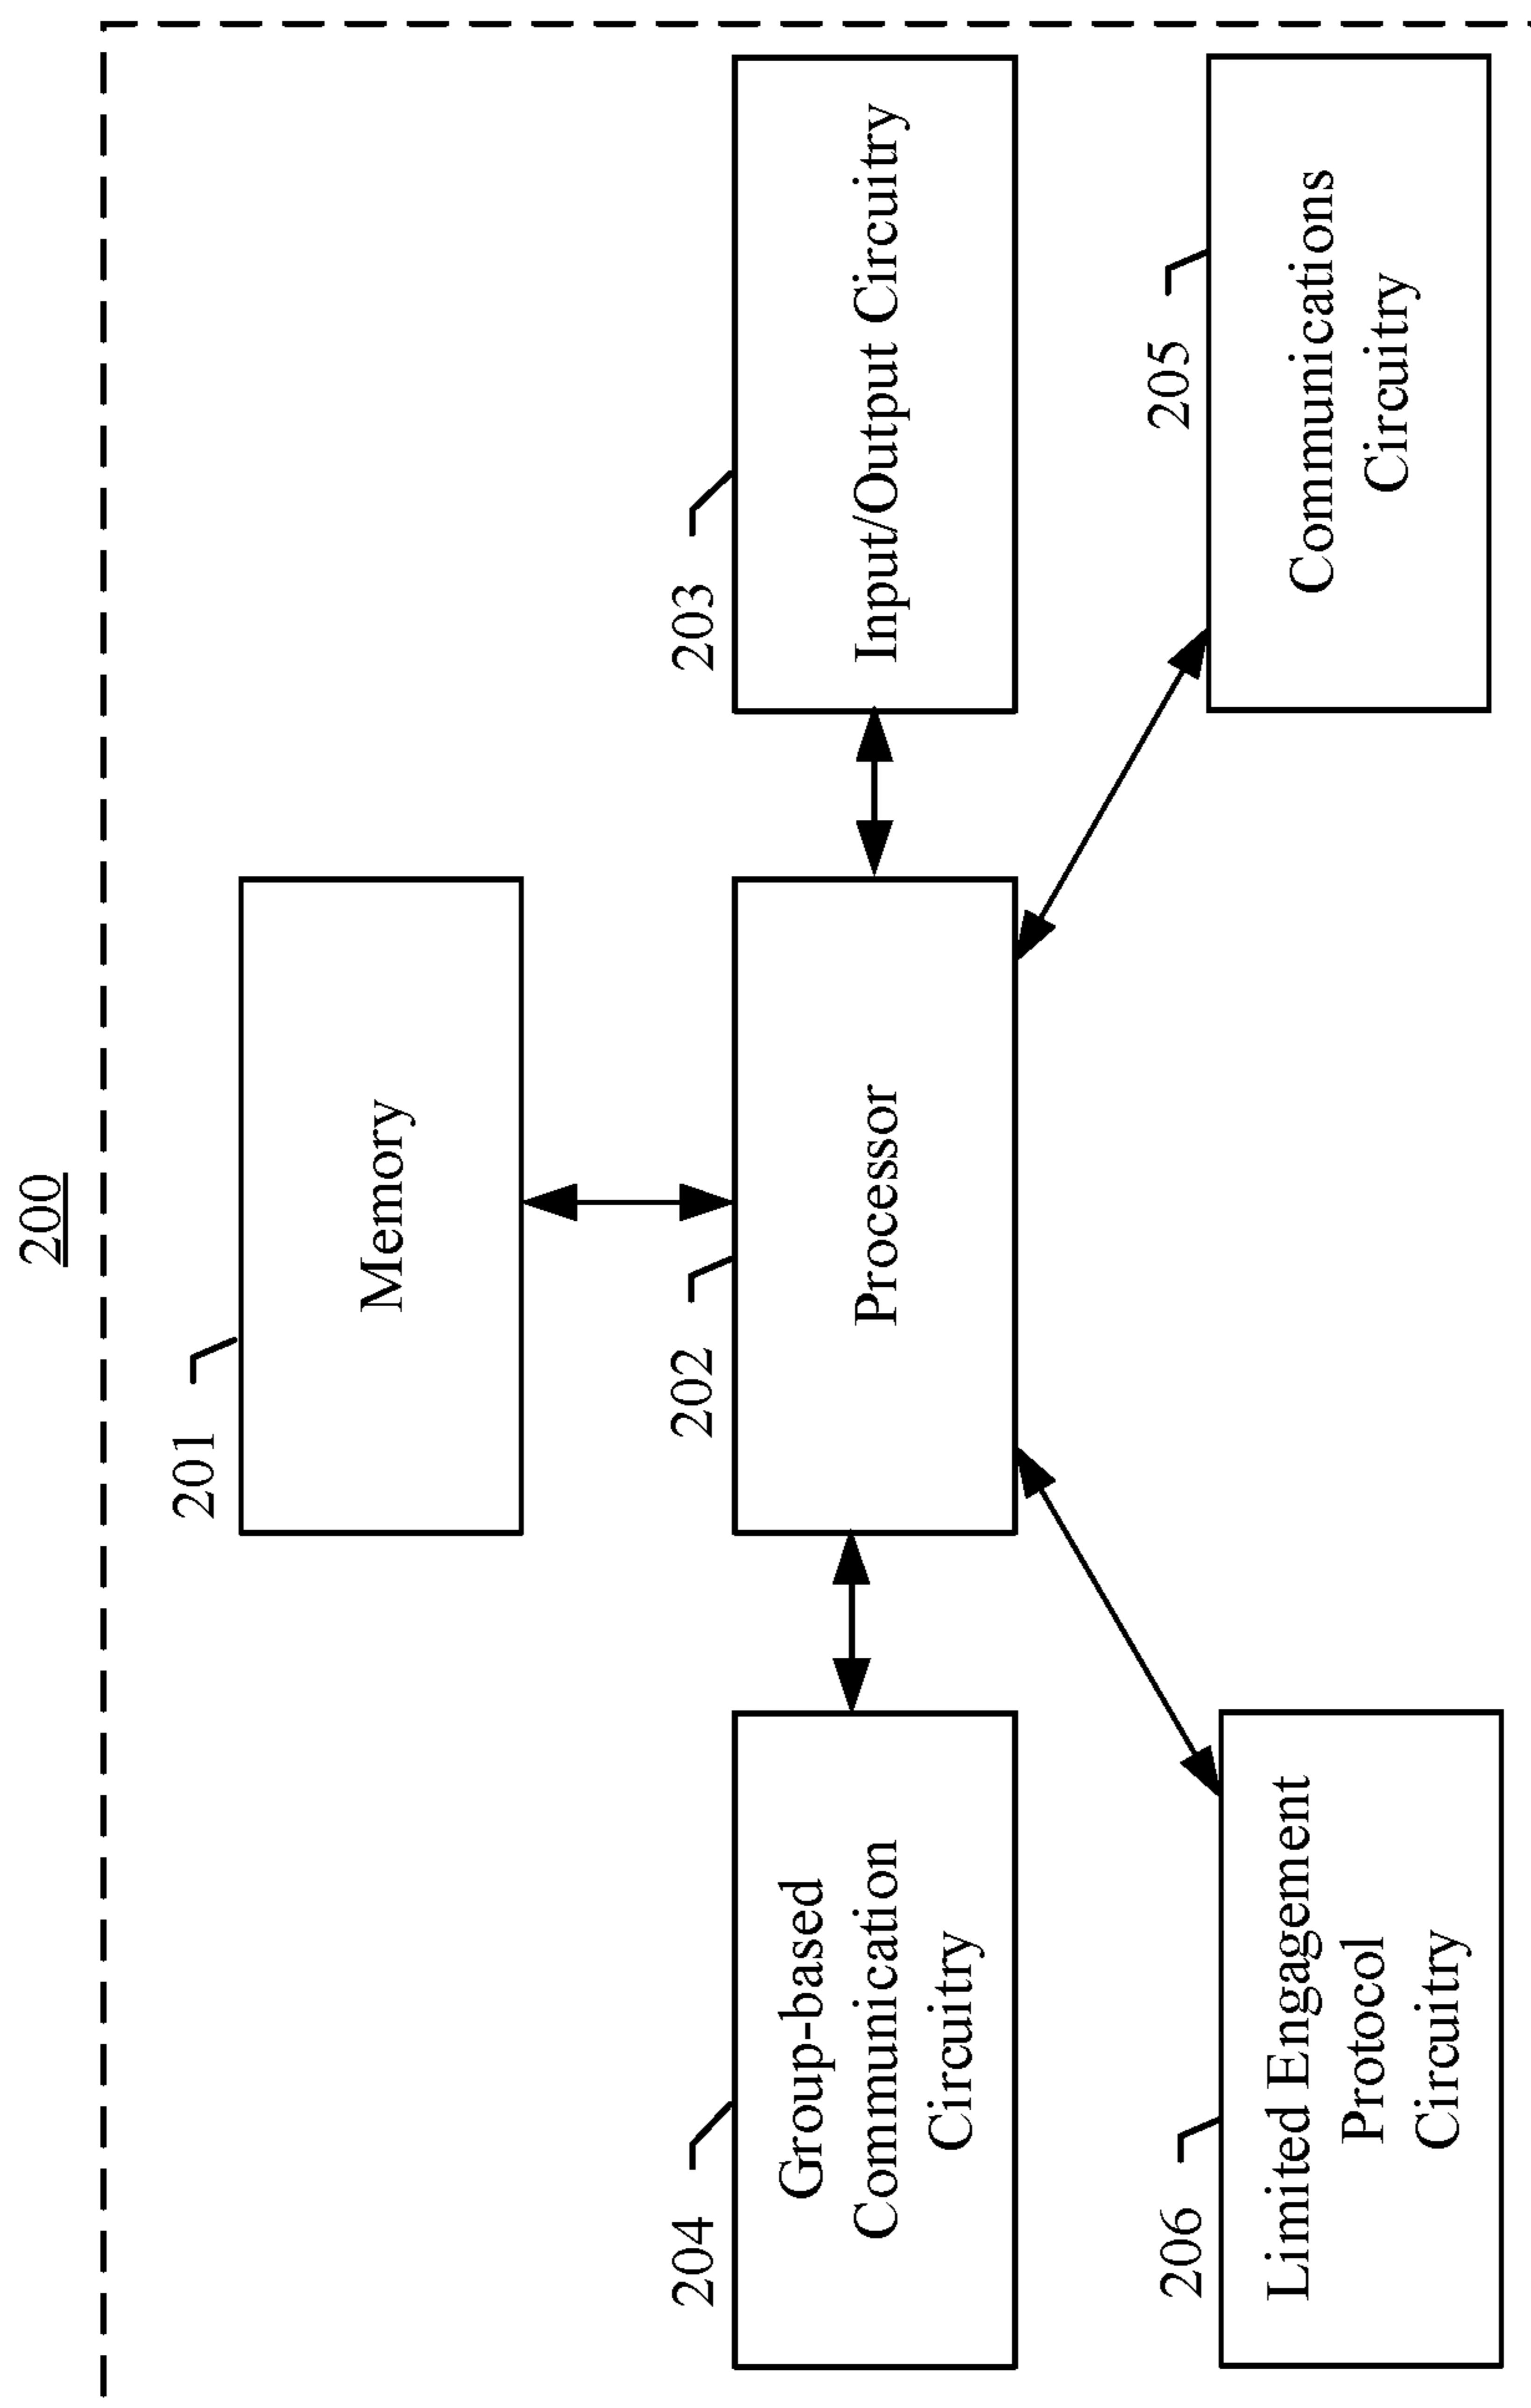 200
201
Memory
204
Group-based
Communication
Circuitry
202
Processor
203
Input/Output Circuitry
206
Limited Engagement
Protocol
Circuitry
205
Communications
Circuitry